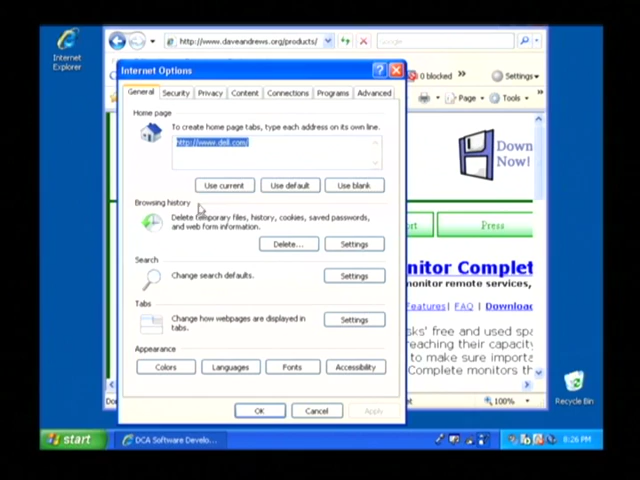 Internet
Explorer
http://www.daveandrews.org/products/
Internet Options
0 blocked
Settings
General
Security
Privacy
Content
Connections
Programs
Advanced
Page
Tools
Home page
To create home page tabs, type each address on its own line.
http://www.dell.com/
Down
Now!
Use current
Use default
Use blank
Browsing history
Delete temporary files, history, cookies, saved passwords,
and web form information.
ort
Press
Delete...
Settings
Search
Change search defaults.
Settings
nitor Complet
monitor remote services,
Features| FAQ | Downloa
Tabs
Change how webpages are displayed in
tabs.
Settings
sks' free and used spa
reaching their capacity
to make sure importa
Complete monitors th
Appearance
Colors
Languages
Fonts
Accessibility
100%
Recycle Bin
OK
Cancel
Apply
start
DCA Software Develo...
8:26 PM